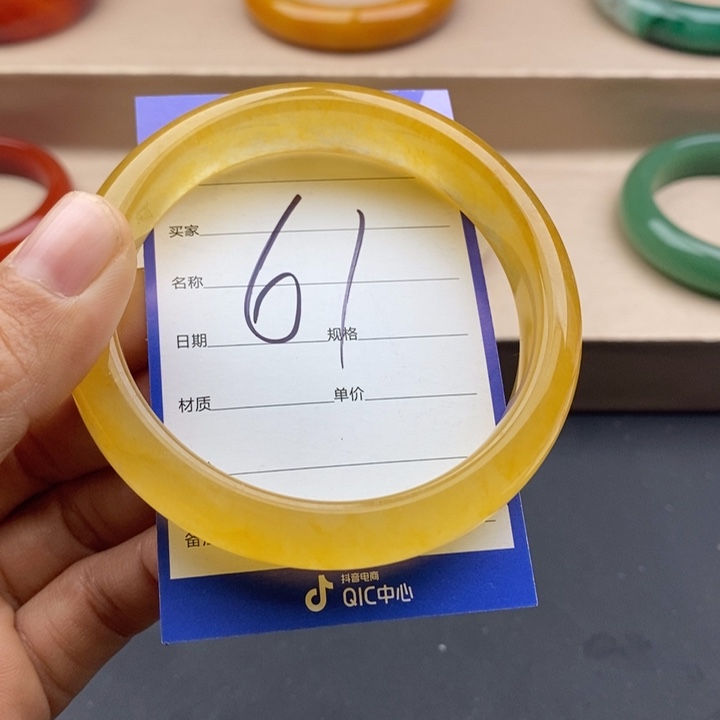 买家
61
名称
日期 规格
材质 单价
抖音电商
QIC中心